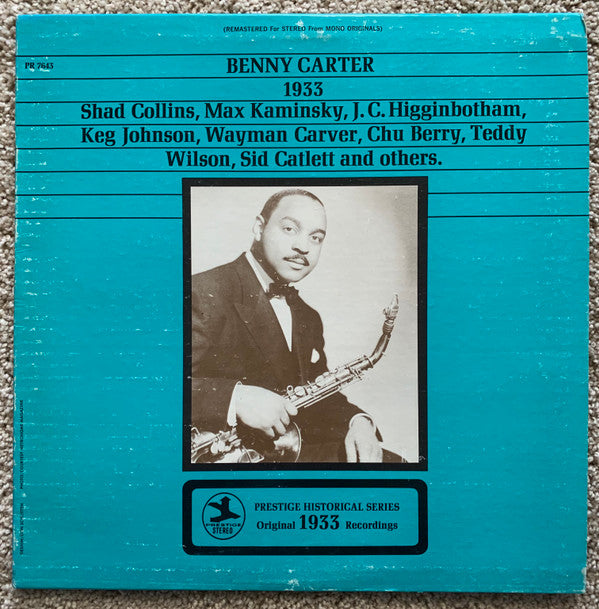 (REMASTERED For STEREO From MONO ORIGINALS)
PR 7643
BENNY CARTER
1933
Shad Collins, Max Kaminsky, J. C. Higginbotham,
Keg Johnson, Wayman Carver, Chu Berry, Teddy
Wilson, Sid Catlett and others.
PRESTIGE HISTORICAL SERIES
Original 1933 Recordings
PRESTIGE
STEREO